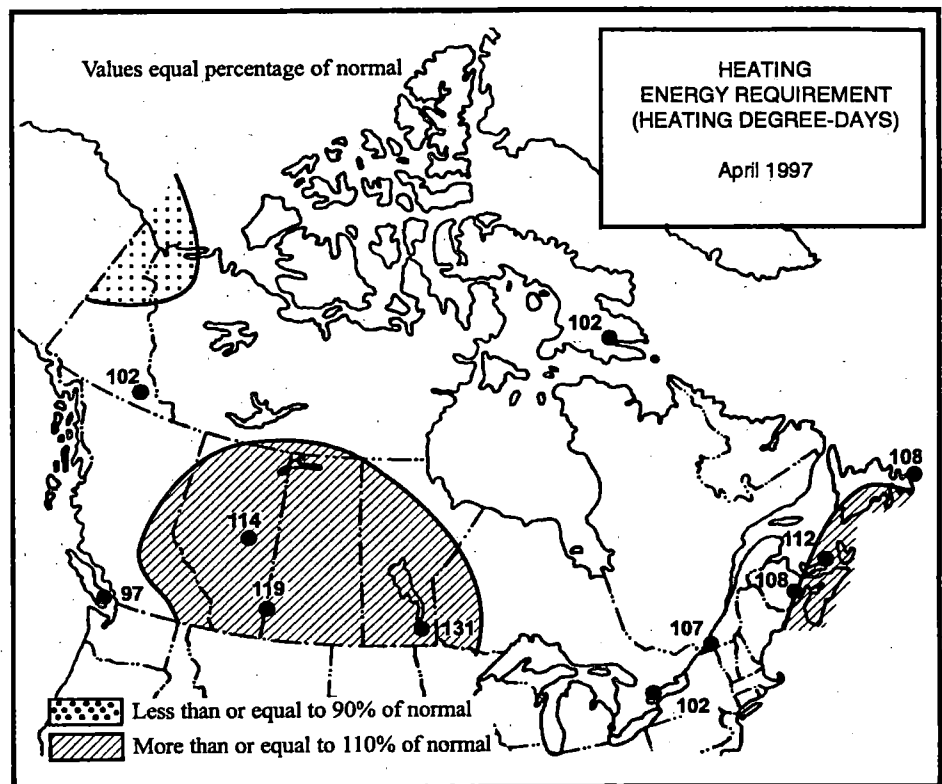 Values equal percentage of normal
HEATING
ENERGY REQUIREMENT
(HEATING DEGREE-DAYS)
April 1997
102
102
108
114
112
119
108
97
131
107
102
Less than or equal to 90% of normal
More than or equal to 110% of normal